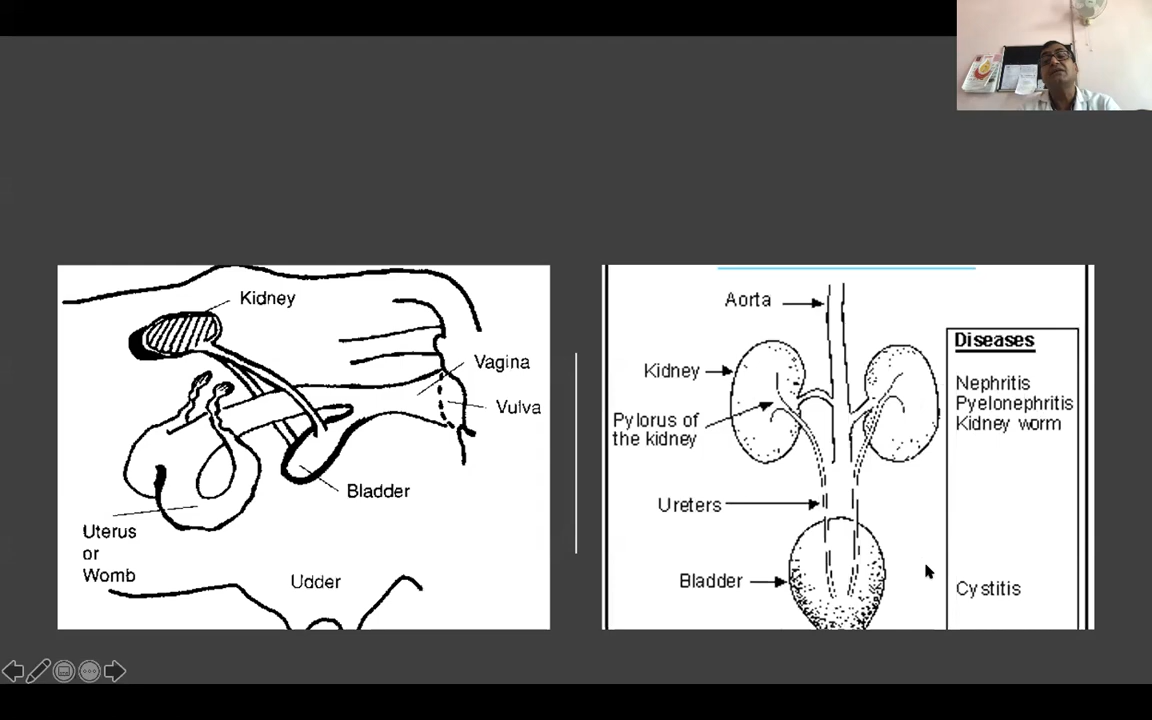 Kidney
Vagina
Vulva
Bladder
Uterus
or
Womb
Udder
Aorta
Kidney
Pylorus of
the kidney
Ureters
Bladder
Diseases
Nephritis
Pyelonephritis
Kidney worm
Cystitis